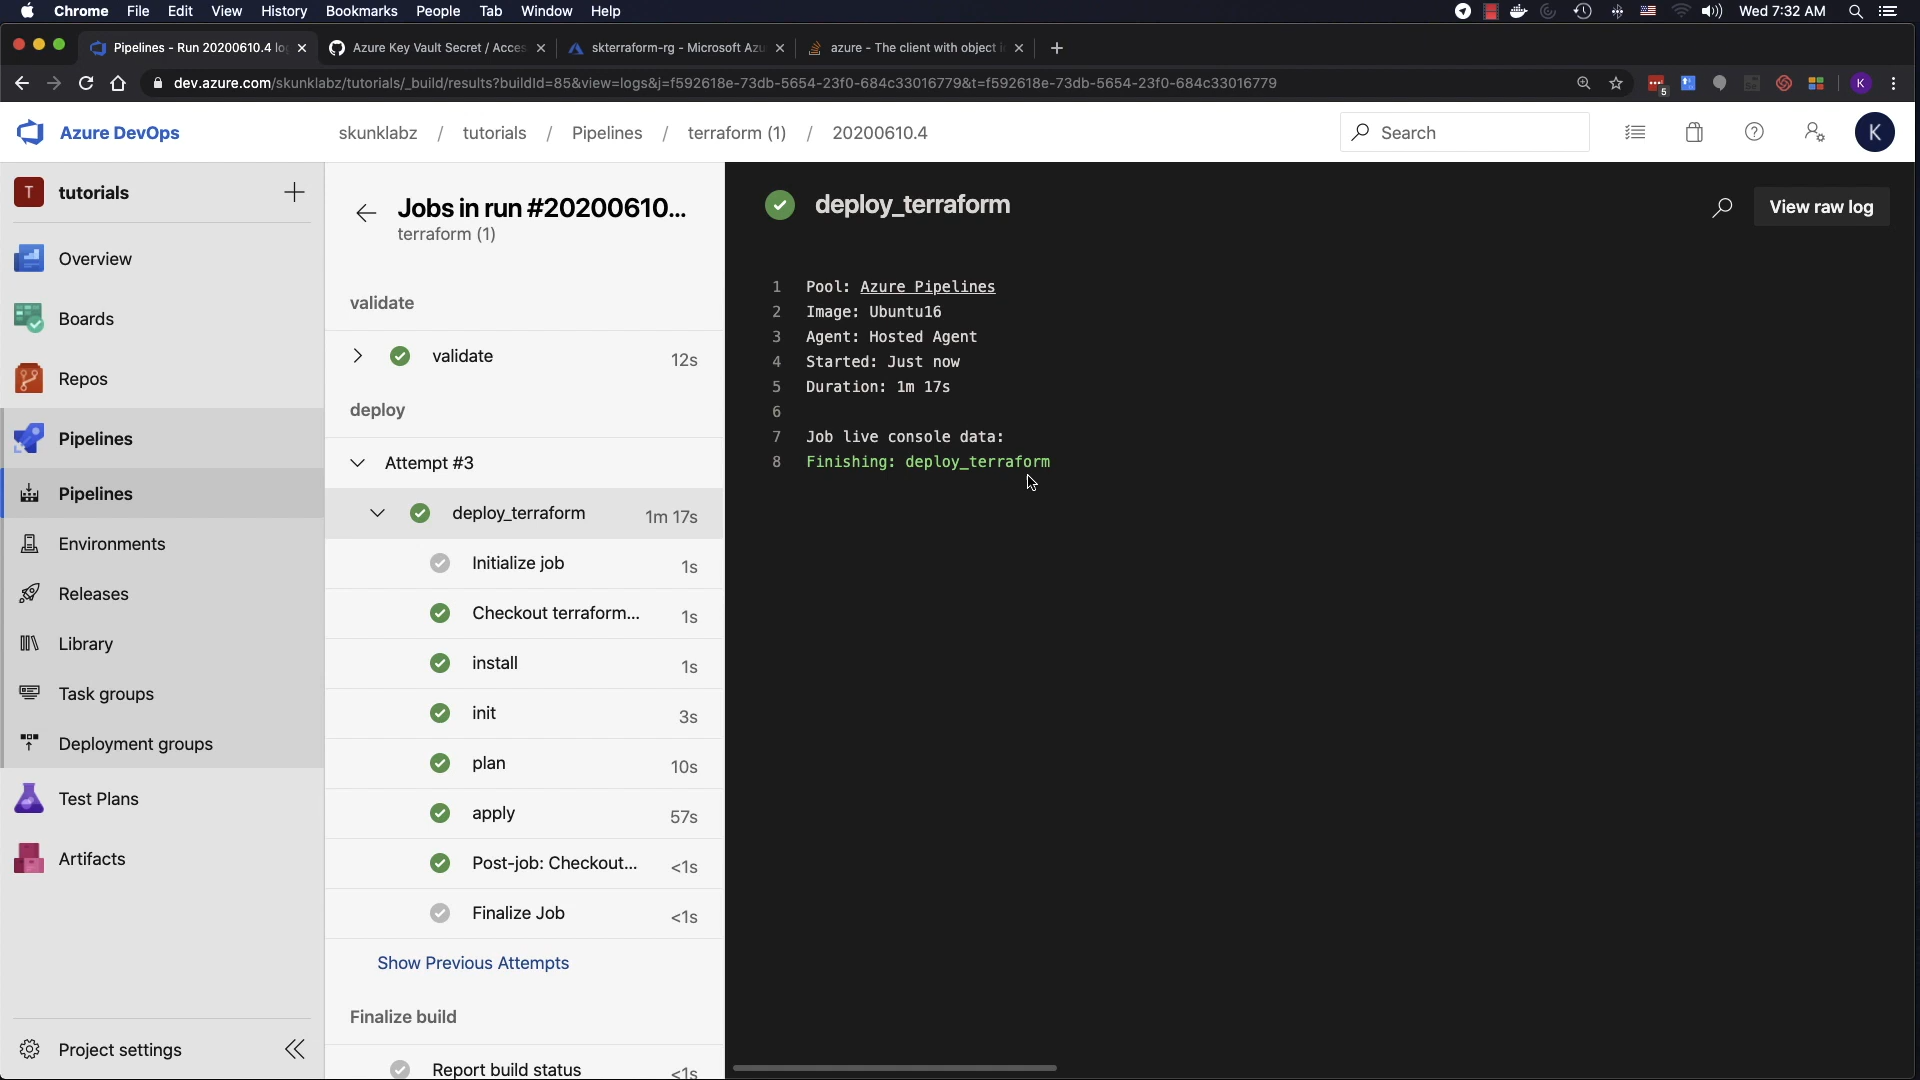 Chrome File Edit View History Bookmarks People Tab Window Help
Wed 7:32 AM
Pipelines - Run 20200610.4 lo
Azure Key Vault Secret / Acces
skterraform-rg - Microsoft Azu
azure - The client with object i
dev.azure.com/skunklabz/tutorials/_build/results?buildId=85&view=logs&j=f592618e-73db-5654-23f0-684c33016779&t=f592618e-73db-5654-23f0-684c33016779
5
K
Azure DevOps
skunklabz / tutorials / Pipelines / terraform (1) / 20200610.4
Search
K
T tutorials
Overview
Boards
Repos
Pipelines
Pipelines
Environments
Releases
Library
Task groups
Deployment groups
Test Plans
Artifacts
Project settings
Jobs in run #20200610...
terraform (1)
validate
validate 12s
deploy
Attempt #3
deploy_terraform 1m 17s
Initialize job 1s
Checkout terraform... 1s
install 1s
init 3s
plan 10s
apply 57s
Post-job: Checkout... <1s
Finalize Job <1s
Show Previous Attempts
Finalize build
Report build status <1s
deploy_terraform
View raw log
1 Pool: Azure Pipelines
2 Image: Ubuntu16
3 Agent: Hosted Agent
4 Started: Just now
5 Duration: 1m 17s
6
7 Job live console data:
8 Finishing: deploy_terraform